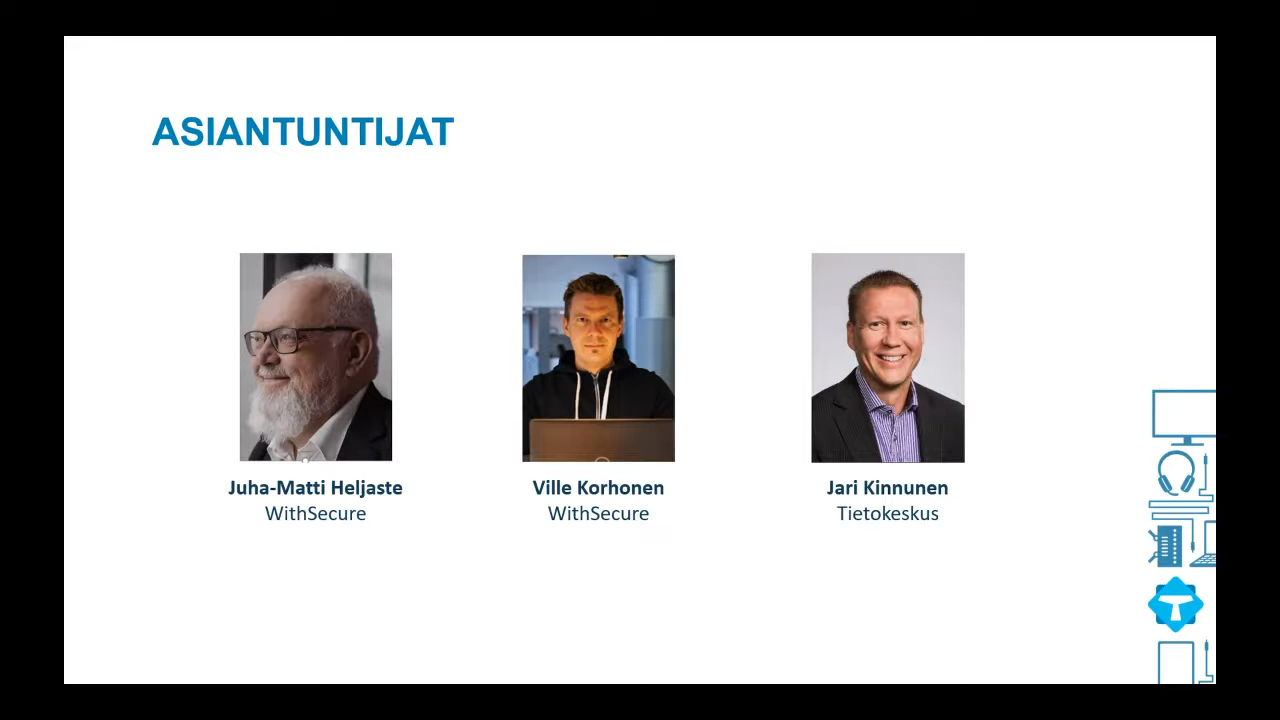 ASIANTUNTIJAT
Juha-Matti Heljaste
WithSecure
Ville Korhonen
WithSecure
Jari Kinnunen
Tietokeskus